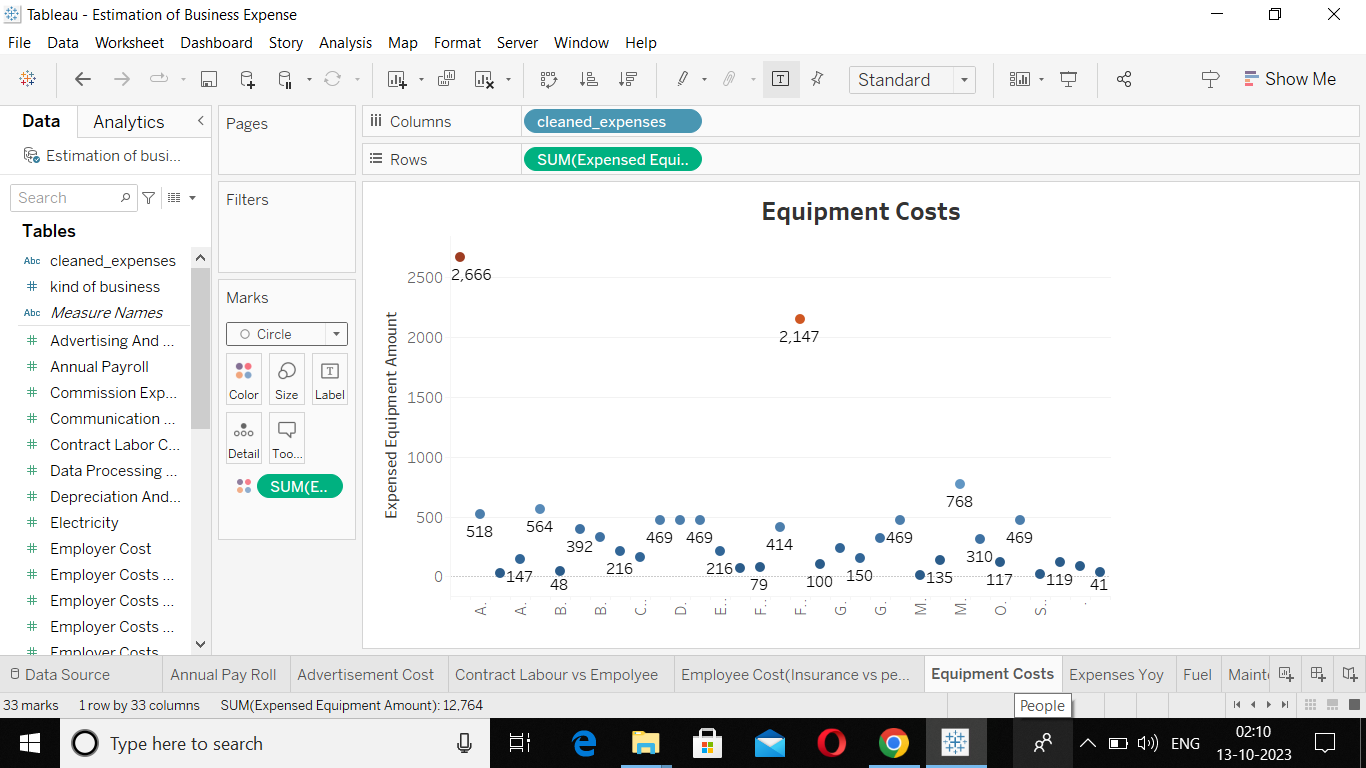 Tableau - Estimation of Business Expense
File Data Worksheet Dashboard Story Analysis Map Format Server Window Help
Standard
Show Me
Data Analytics
Estimation of busi...
Search
Tables
Abc cleaned_expenses
# kind of business
Abc Measure Names
# Advertising And ...
# Annual Payroll
# Commission Exp...
# Communication ...
# Contract Labor C...
# Data Processing ...
# Depreciation And...
# Electricity
# Employer Cost
# Employer Costs ...
# Employer Costs ...
# Employer Costs ...
# Employer Costs
Pages
Filters
Marks
Circle
Color Size Label
Detail Too...
SUM(E..
Columns cleaned_expenses
Rows SUM(Expensed Equi..
Equipment Costs
Expensed Equipment Amount
2500
2000
1500
1000
500
0
2,666
2,147
768
518 564 392 469 469 414 469 310 469
147 48 216 216 79 100 150 135 117 119 41
A. A. B. B. C.. D. E.. F.. F.. G. G. M. M. O. S.. .
Data Source Annual Pay Roll Advertisement Cost Contract Labour vs Empolyee Employee Cost(Insurance vs pe... Equipment Costs Expenses Yoy Fuel Mainte
33 marks 1 row by 33 columns SUM(Expensed Equipment Amount): 12,764
People
Type here to search
ENG
02:10
13-10-2023